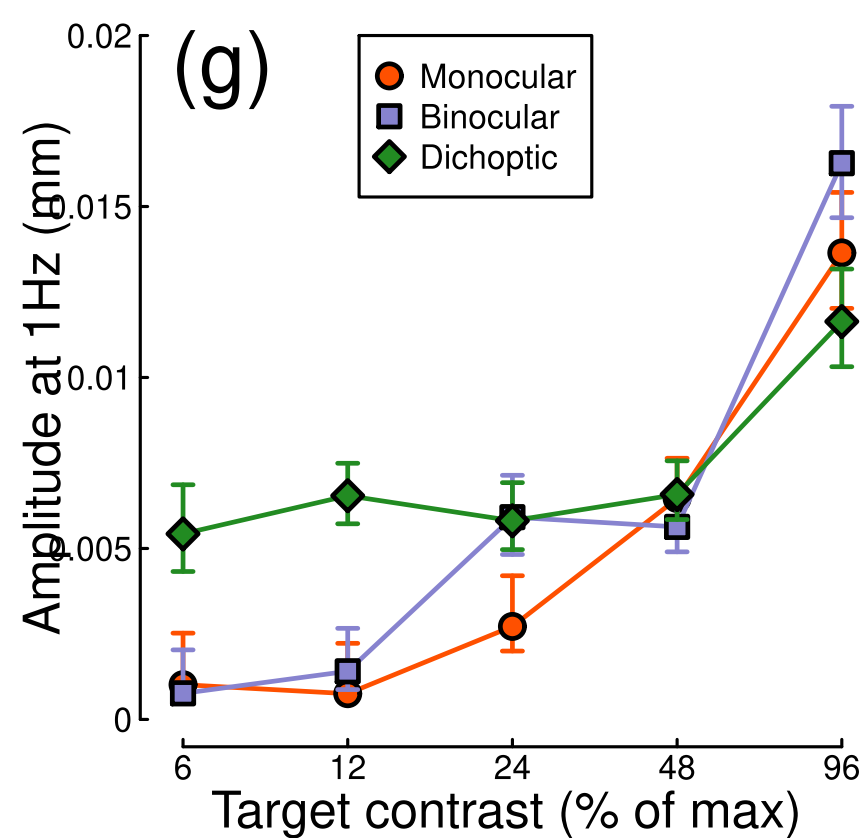 (g)
Monocular
Binocular
Dichoptic
Amplitude at 1Hz (mm)
0.02
0.015
0.01
0.005
0
6 12 24 48 96
Target contrast (% of max)